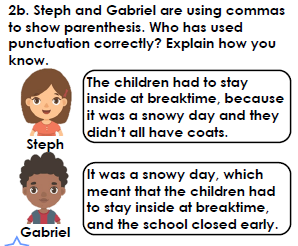 2b. Steph and Gabriel are using commas
to show parenthesis. Who has used
punctuation correctly? Explain how you
know.
The children had to stay
inside at breaktime, because
it was a snowy day and they
didn't all have coats.
Steph
It was a snowy day, which
meant that the children had
to stay inside at breaktime,
and the school closed early.
Gabriel